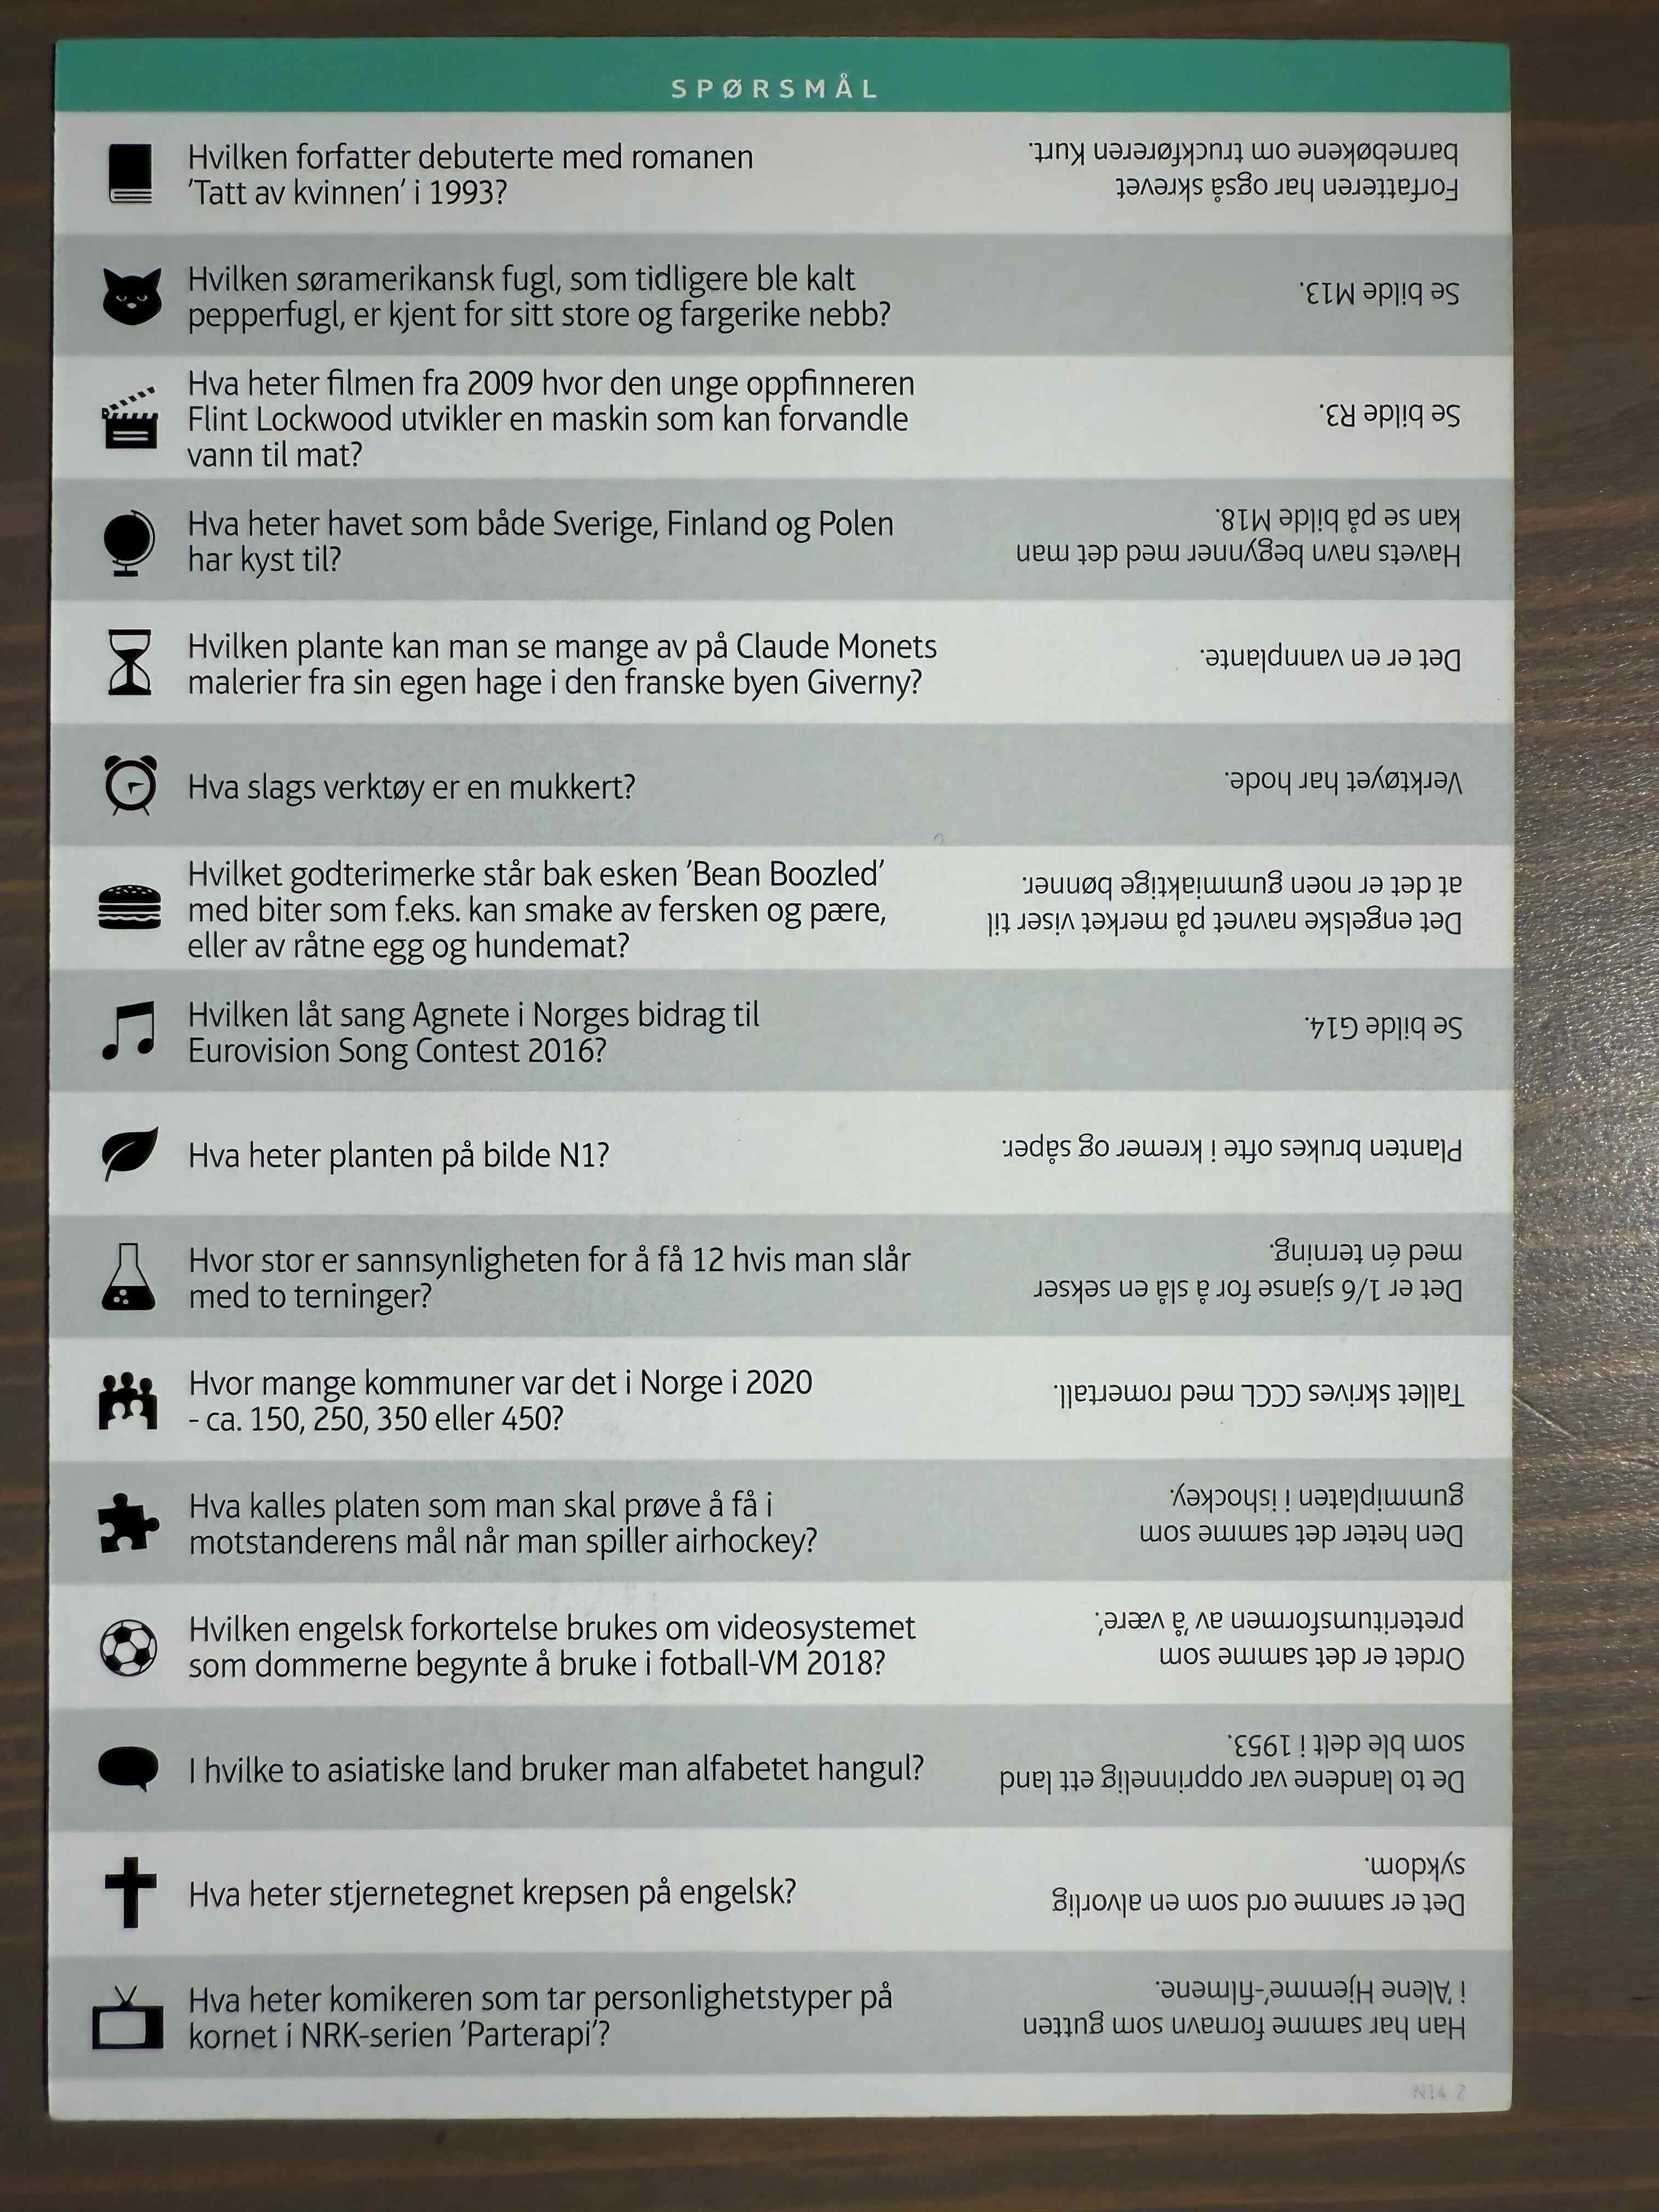 SPØRSMÅL
Hvilken forfatter debuterte med romanen
'Tatt av kvinnen' i 1993?
Forfatteren har også skrevet
barnebøkene om truckføreren Kurt.
Hvilken søramerikansk fugl, som tidligere ble kalt
pepperfugl, er kjent for sitt store og fargerike nebb?
Se bilde M13.
Hva heter filmen fra 2009 hvor den unge oppfinneren
Flint Lockwood utvikler en maskin som kan forvandle
vann til mat?
Se bilde R3.
Hva heter havet som både Sverige, Finland og Polen
har kyst til?
Havets navn begynner med det man
kan se på bilde M18.
Hvilken plante kan man se mange av på Claude Monets
malerier fra sin egen hage i den franske byen Giverny?
Det er en vannplante.
Hva slags verktøy er en mukkert?
Verktøyet har hode.
Hvilket godterimerke står bak esken 'Bean Boozled'
med biter som f.eks. kan smake av fersken og pære,
eller av råtne egg og hundemat?
Det engelske navnet på merket viser til
at det er noen gummiaktige bønner.
Hvilken låt sang Agnete i Norges bidrag til
Eurovision Song Contest 2016?
Se bilde G14.
Hva heter planten på bilde N1?
Planten brukes ofte i kremer og såper.
Hvor stor er sannsynligheten for å få 12 hvis man slår
med to terninger?
Det er 1/6 sjanse for å slå en sekser
med én terning.
Hvor mange kommuner var det i Norge i 2020
- ca. 150, 250, 350 eller 450?
Tallet skrives CCCL med romertall.
Hva kalles platen som man skal prøve å få i
motstanderens mål når man spiller airhockey?
Den heter det samme som
gummiplaten i ishockey.
Hvilken engelsk forkortelse brukes om videosystemet
som dommerne begynte å bruke i fotball-VM 2018?
Ordet er det samme som
preteritumsformen av 'å være'.
I hvilke to asiatiske land bruker man alfabetet hangul?
De to landene var opprinnelig ett land
som ble delt i 1953.
Hva heter stjernetegnet krepsen på engelsk?
Det er samme ord som en alvorlig
sykdom.
Hva heter komikeren som tar personlighetstyper på
kornet i NRK-serien 'Parterapi'?
Han har samme fornavn som gutten
i 'Alene Hjemme'-filmene.
N14 2